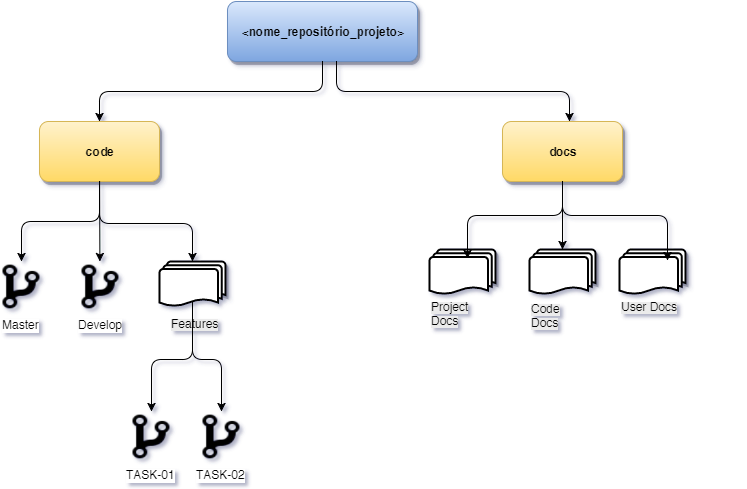 <nome_repositório_projeto>
code
docs
Master
Develop
Features
Project
Docs
Code
Docs
User Docs
TASK-01
TASK-02